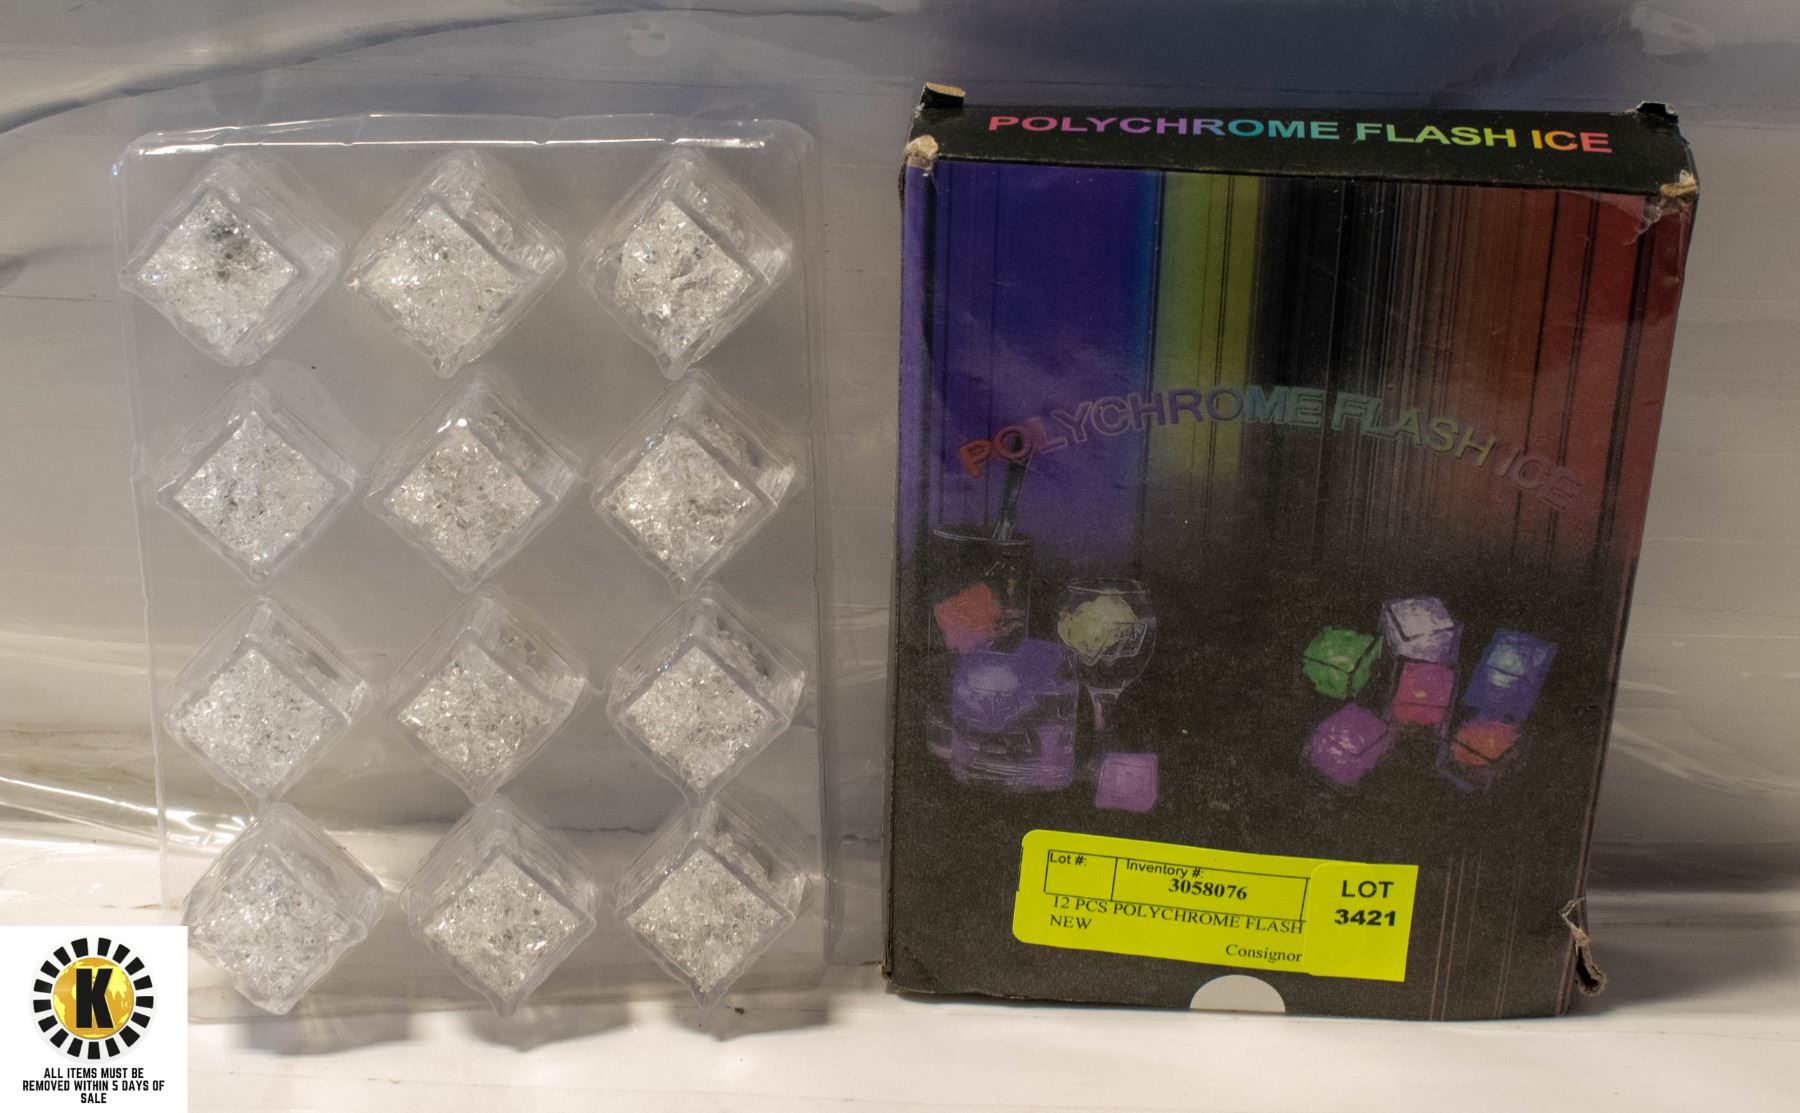 POLYCHROME FLASH ICE
POLYCHROME FLASH ICE
Lot #:
Inventory #:
3058076
12 PCS POLYCHROME FLASH
NEW
Consignor
LOT
3421
K
ALL ITEMS MUST BE
REMOVED WITHIN 5 DAYS OF
SALE